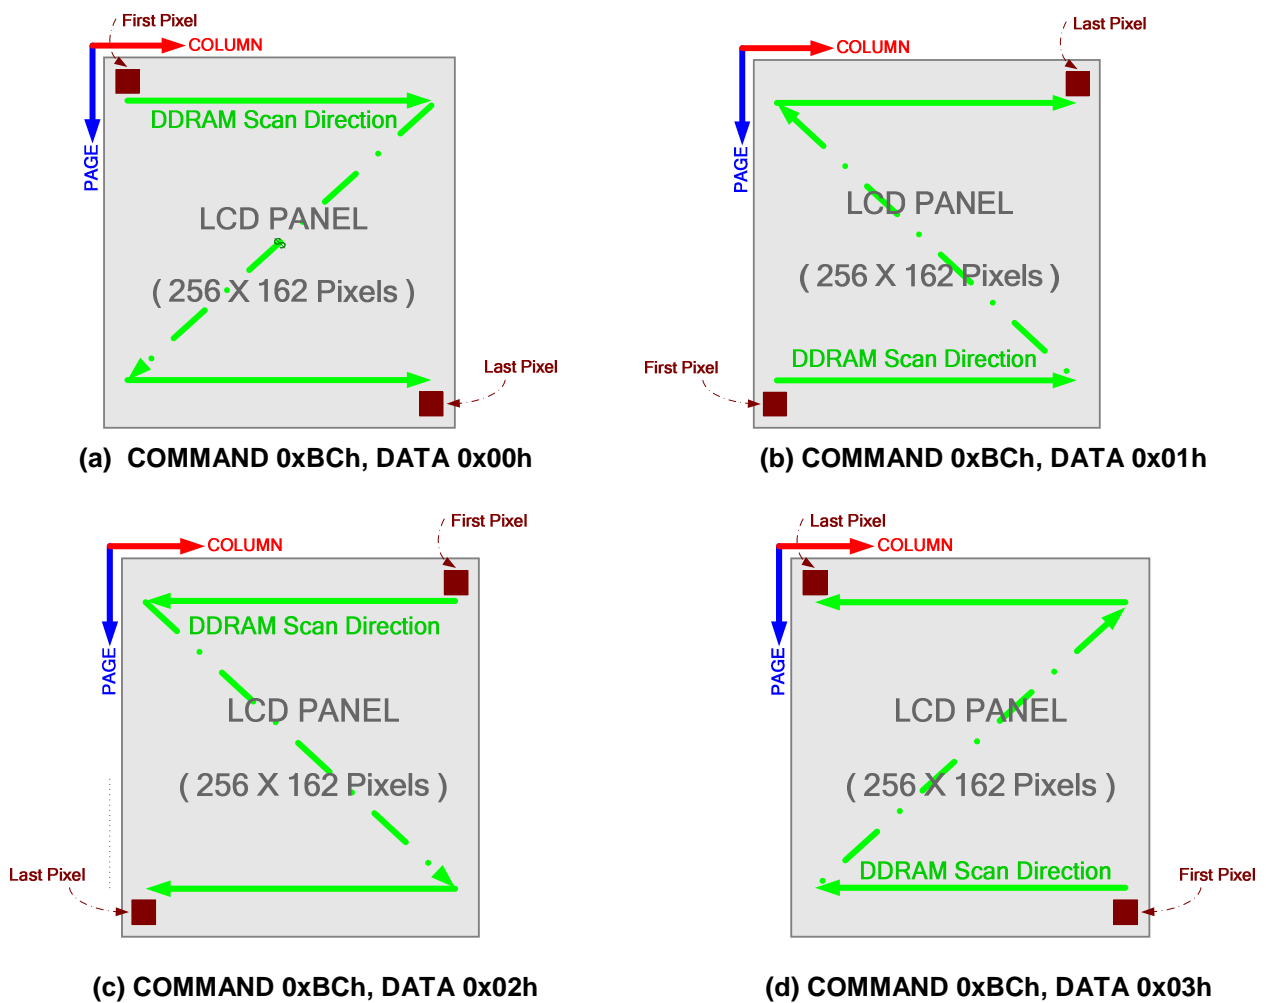 First Pixel
COLUMN
PAGE
DDRAM Scan Direction
LCD PANEL
( 256 X 162 Pixels )
Last Pixel
(a) COMMAND 0xBCh, DATA 0x00h
Last Pixel
COLUMN
PAGE
LCD PANEL
( 256 X 162 Pixels )
DDRAM Scan Direction
First Pixel
(b) COMMAND 0xBCh, DATA 0x01h
First Pixel
COLUMN
PAGE
DDRAM Scan Direction
LCD PANEL
( 256 X 162 Pixels )
Last Pixel
(c) COMMAND 0xBCh, DATA 0x02h
Last Pixel
COLUMN
PAGE
LCD PANEL
( 256 X 162 Pixels )
DDRAM Scan Direction
First Pixel
(d) COMMAND 0xBCh, DATA 0x03h